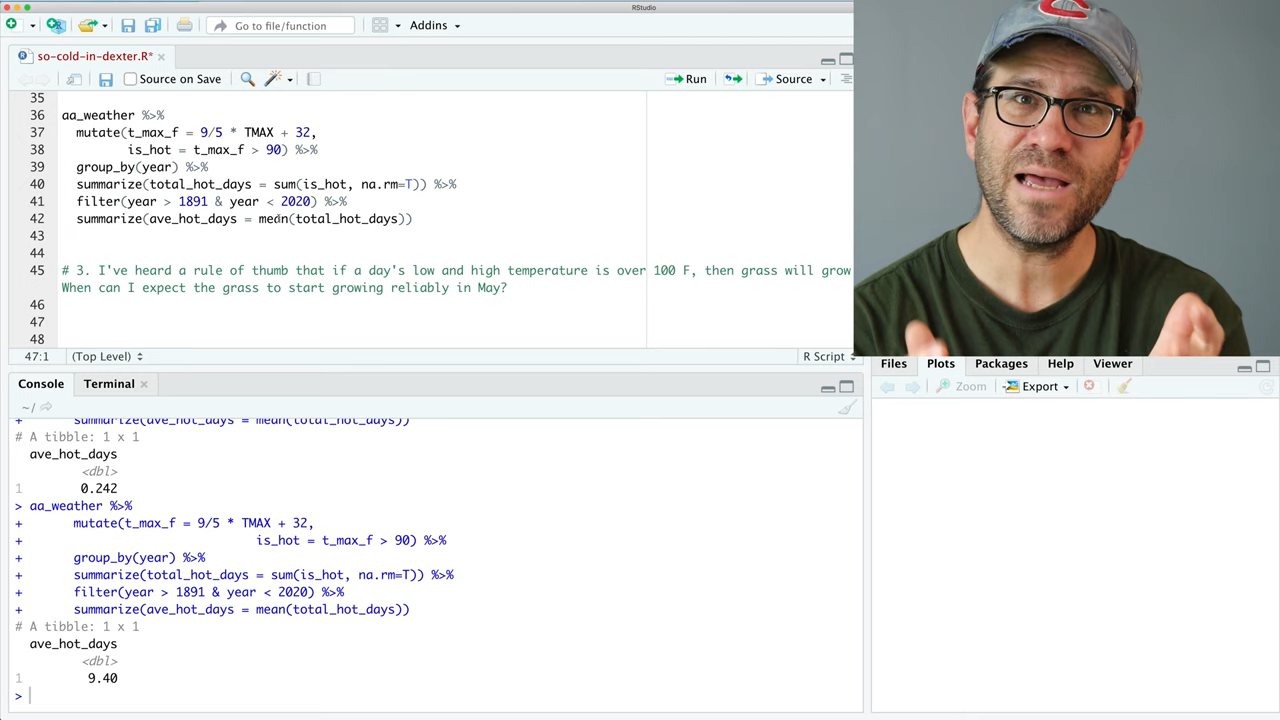 RStudio
Go to file/function
Addins
so-cold-in-dexter.R*
Source on Save
Run
Source
35
36 aa_weather %>%
37 mutate(t_max_f = 9/5 * TMAX + 32,
38 is_hot = t_max_f > 90) %>%
39 group_by(year) %>%
40 summarize(total_hot_days = sum(is_hot, na.rm=T)) %>%
41 filter(year > 1891 & year < 2020) %>%
42 summarize(ave_hot_days = mean(total_hot_days))
43
44
45 # 3. I've heard a rule of thumb that if a day's low and high temperature is over 100 F, then grass will grow
When can I expect the grass to start growing reliably in May?
46
47
48
47:1 (Top Level) R Script
Console Terminal
~/
+ summarize(ave_hot_days = mean(total_hot_days))
# A tibble: 1 x 1
ave_hot_days
<dbl>
1 0.242
> aa_weather %>%
+ mutate(t_max_f = 9/5 * TMAX + 32,
+ is_hot = t_max_f > 90) %>%
+ group_by(year) %>%
+ summarize(total_hot_days = sum(is_hot, na.rm=T)) %>%
+ filter(year > 1891 & year < 2020) %>%
+ summarize(ave_hot_days = mean(total_hot_days))
# A tibble: 1 x 1
ave_hot_days
<dbl>
1 9.40
>
C
Files Plots Packages Help Viewer
Zoom Export